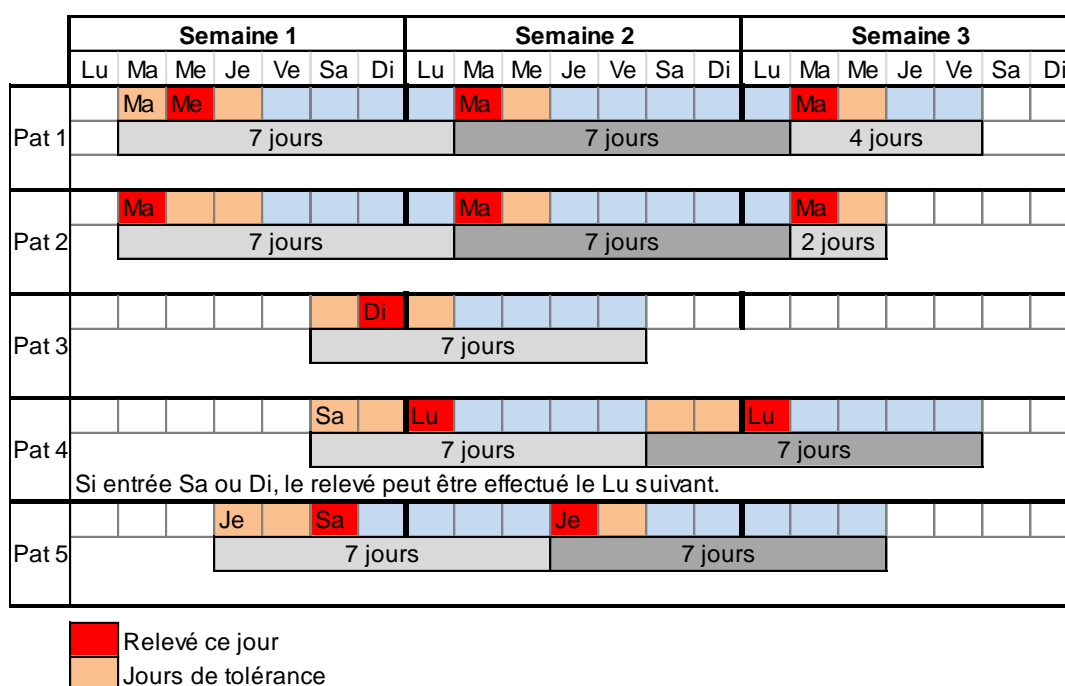 Semaine 1 Semaine 2 Semaine 3
Lu Ma Me Je Ve Sa Di Lu Ma Me Je Ve Sa Di Lu Ma Me Je Ve Sa Di
Ma Me Ma Ma
Pat 1 7 jours 7 jours 4 jours
Ma Ma Ma
Pat 2 7 jours 7 jours 2 jours
Di
Pat 3 7 jours
Sa Lu Lu
Pat 4 7 jours 7 jours
Si entrée Sa ou Di, le relevé peut être effectué le Lu suivant.
Je Sa Je
Pat 5 7 jours 7 jours
Relevé ce jour
Jours de tolérance